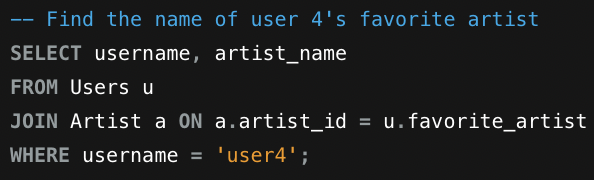 -- Find the name of user 4's favorite artist
SELECT username, artist_name
FROM Users u
JOIN Artist a ON a.artist_id = u.favorite_artist
WHERE username = 'user4';